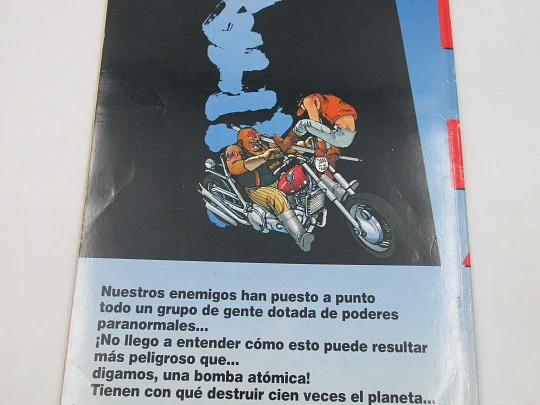 Nuestros enemigos han puesto a punto
todo un grupo de gente dotada de poderes
paranormales...
¡No llego a entender cómo esto puede resultar
más peligroso que...
digamos, una bomba atómica!
Tienen con qué destruir cien veces el planeta...